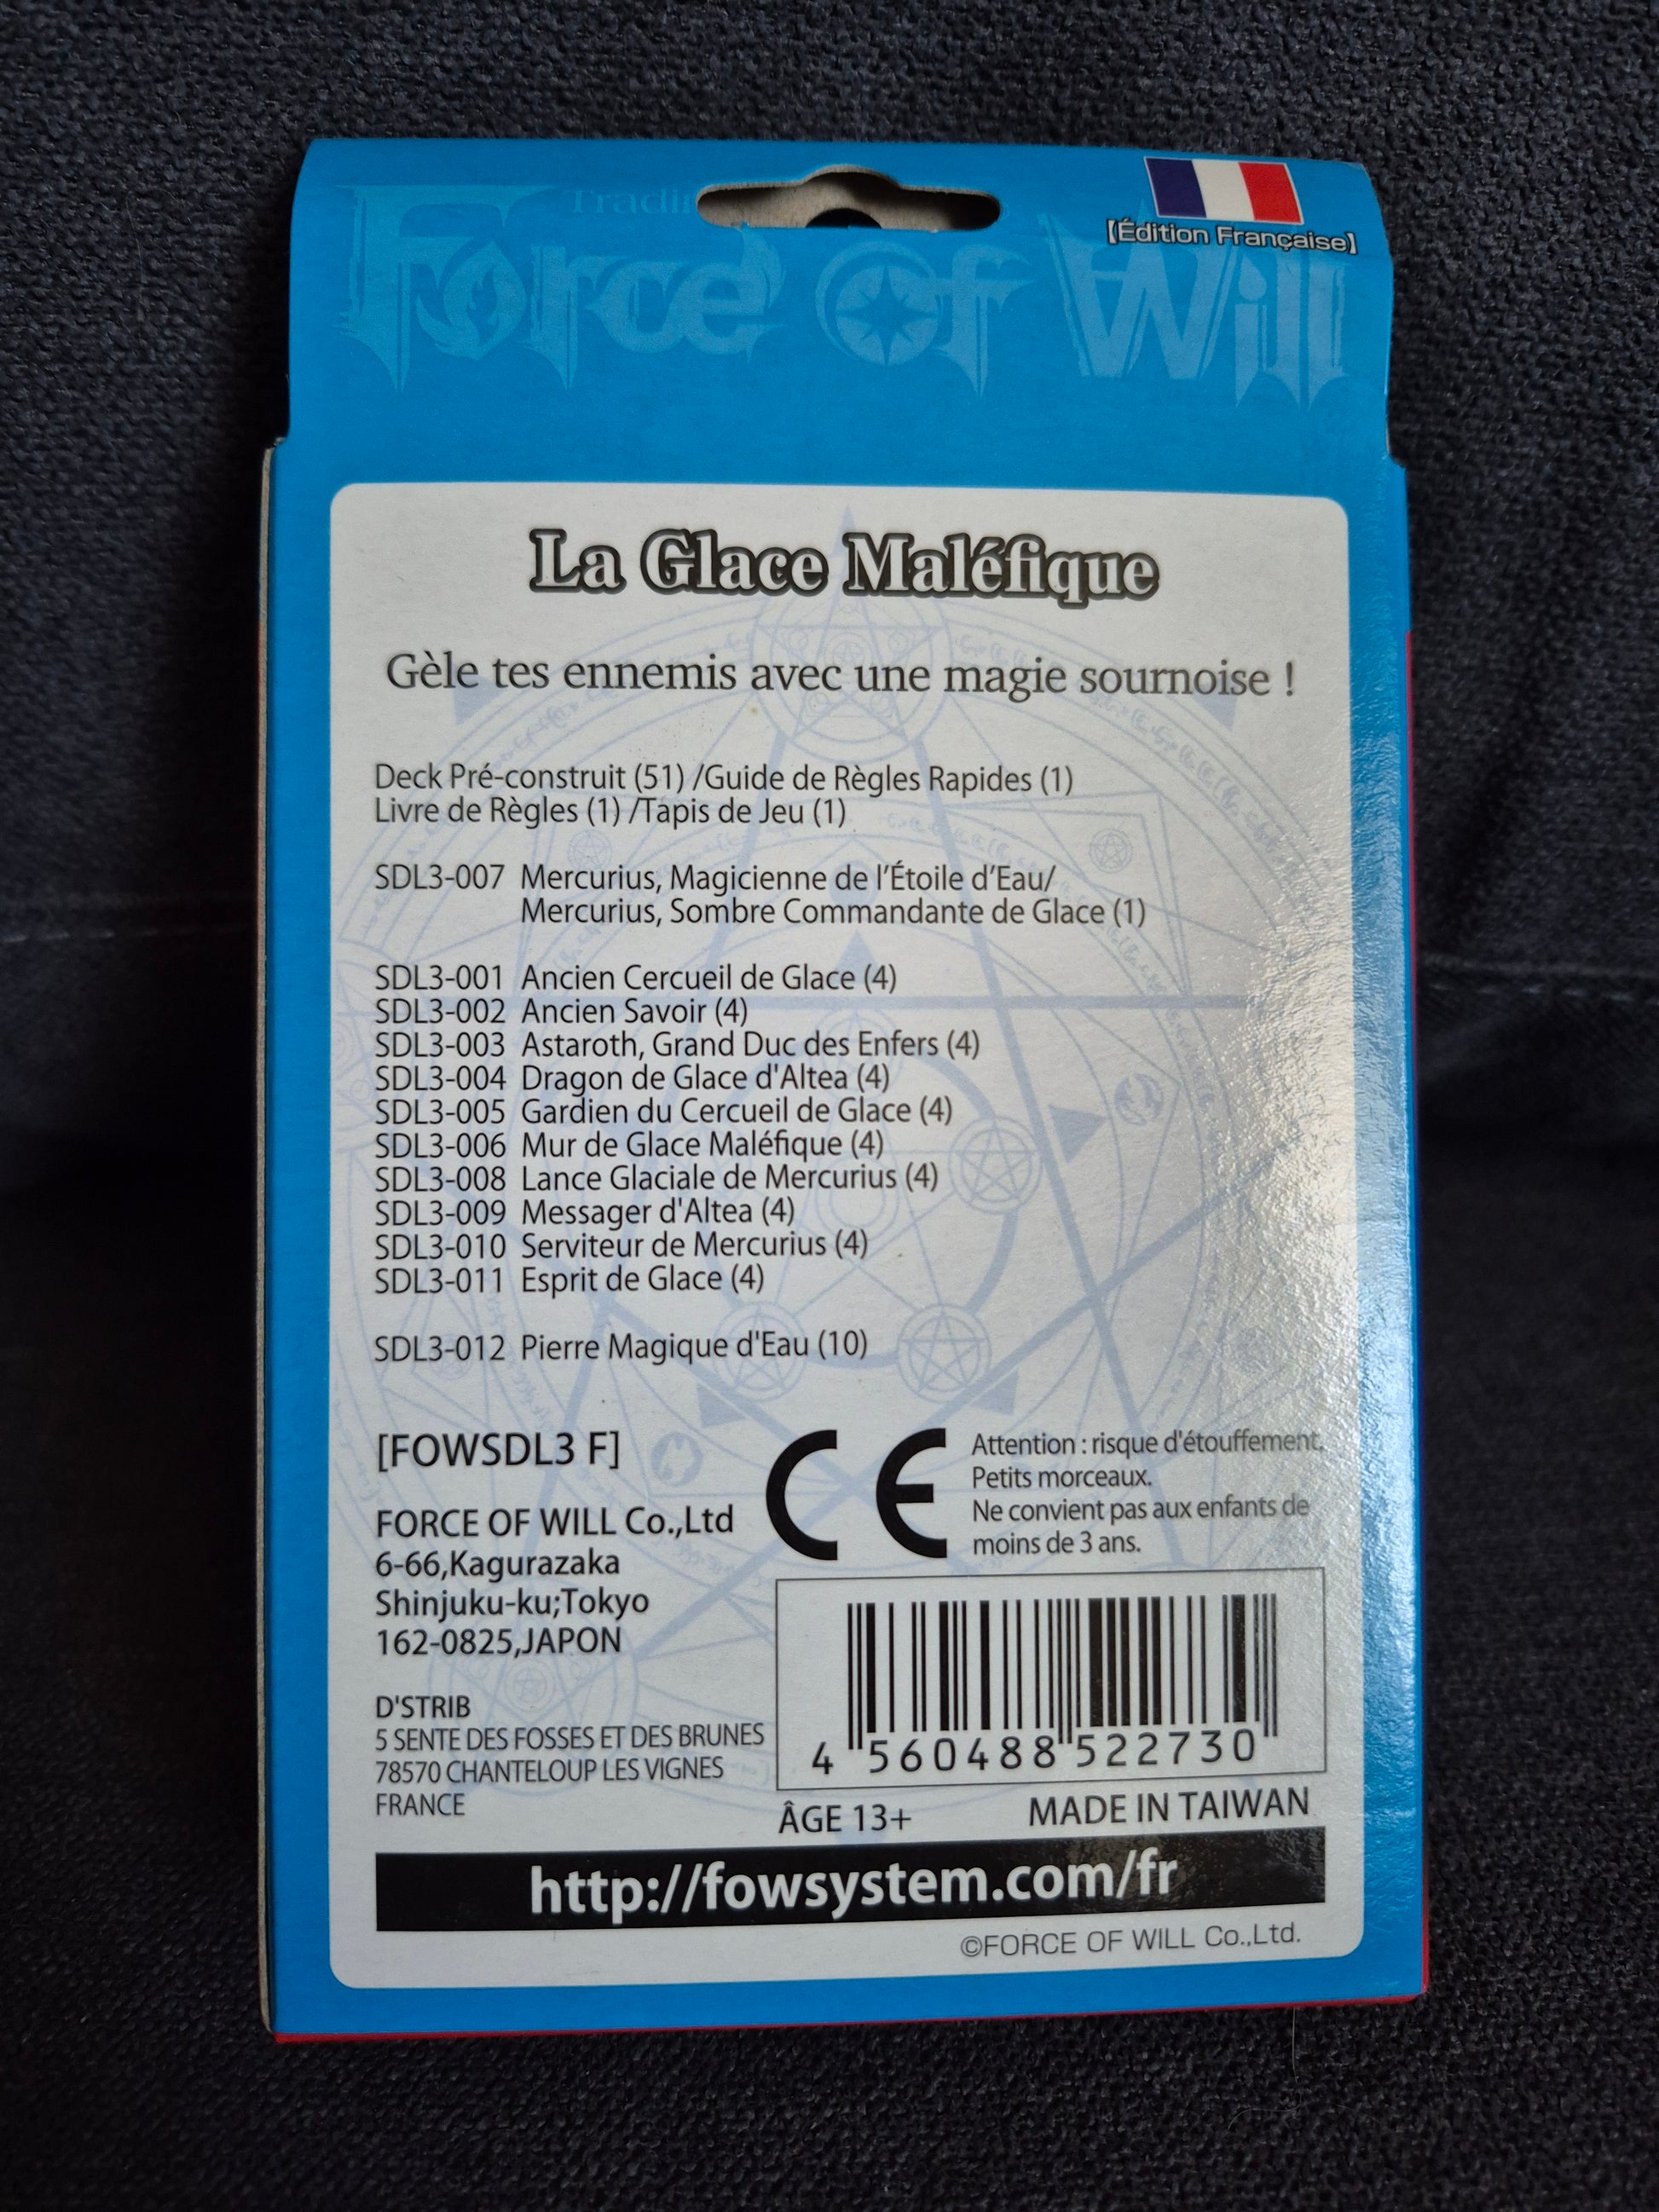 Force of Will
【Édition Française】
La Glace Maléfique
Gèle tes ennemis avec une magie sournoise !
Deck Pré-construit (51) /Guide de Règles Rapides (1)
Livre de Règles (1) /Tapis de Jeu (1)
SDL3-007 Mercurius, Magicienne de l'Étoile d'Eau/
Mercurius, Sombre Commandante de Glace (1)
SDL3-001 Ancien Cercueil de Glace (4)
SDL3-002 Ancien Savoir (4)
SDL3-003 Astaroth, Grand Duc des Enfers (4)
SDL3-004 Dragon de Glace d'Altea (4)
SDL3-005 Gardien du Cercueil de Glace (4)
SDL3-006 Mur de Glace Maléfique (4)
SDL3-008 Lance Glaciale de Mercurius (4)
SDL3-009 Messager d'Altea (4)
SDL3-010 Serviteur de Mercurius (4)
SDL3-011 Esprit de Glace (4)
SDL3-012 Pierre Magique d'Eau (10)
[FOWSDL3 F]
FORCE OF WILL Co.,Ltd
6-66,Kagurazaka
Shinjuku-ku;Tokyo
162-0825,JAPON
D'STRIB
5 SENTE DES FOSSES ET DES BRUNES
78570 CHANTELOUP LES VIGNES
FRANCE
CE
Attention : risque d'étouffement.
Petits morceaux.
Ne convient pas aux enfants de
moins de 3 ans.
4 560488 522730
ÂGE 13+
MADE IN TAIWAN
http://fowsystem.com/fr
©FORCE OF WILL Co.,Ltd.